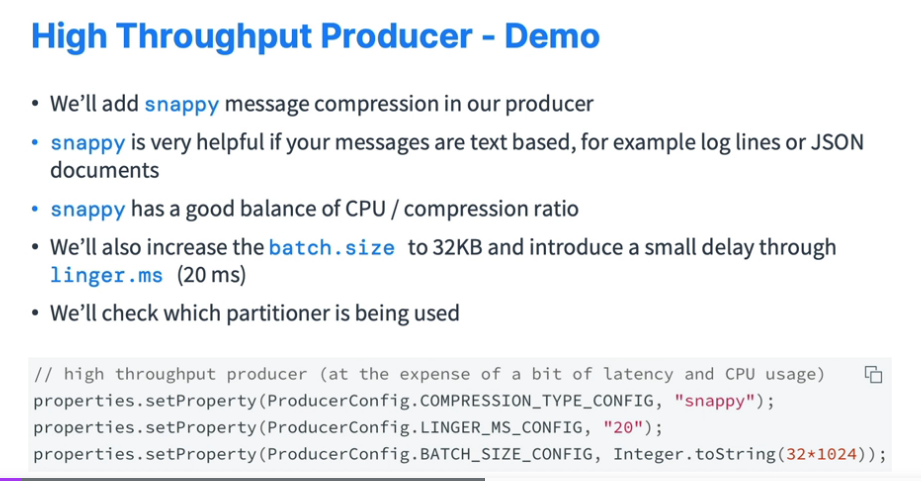 High Throughput Producer - Demo
• We’ll add snappy message compression in our producer
• snappy is very helpful if your messages are text based, for example log lines or JSON
documents
• snappy has a good balance of CPU / compression ratio
• We’ll also increase the batch.size to 32KB and introduce a small delay through
linger.ms (20 ms)
• We’ll check which partitioner is being used
// high throughput producer (at the expense of a bit of latency and CPU usage)
properties.setProperty(ProducerConfig.COMPRESSION_TYPE_CONFIG, "snappy");
properties.setProperty(ProducerConfig.LINGER_MS_CONFIG, "20");
properties.setProperty(ProducerConfig.BATCH_SIZE_CONFIG, Integer.toString(32*1024));